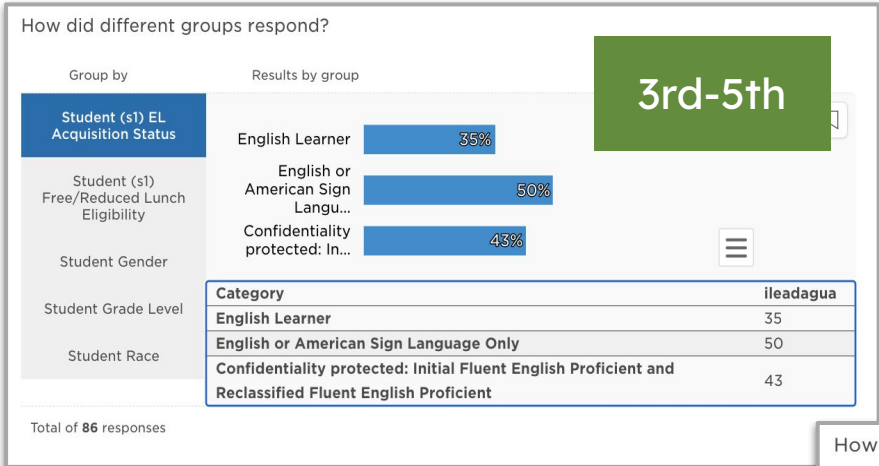 How did different groups respond?
Group by
Results by group
3rd-5th
Student (s1) EL
Acquisition Status
Student (s1)
Free/Reduced Lunch
Eligibility
Student Gender
Student Grade Level
Student Race
English Learner
35%
English or
American Sign
Langu...
50%
Confidentiality
protected: In...
43%
Category ileadagua
English Learner 35
English or American Sign Language Only 50
Confidentiality protected: Initial Fluent English Proficient and
Reclassified Fluent English Proficient
43
Total of 86 responses
How